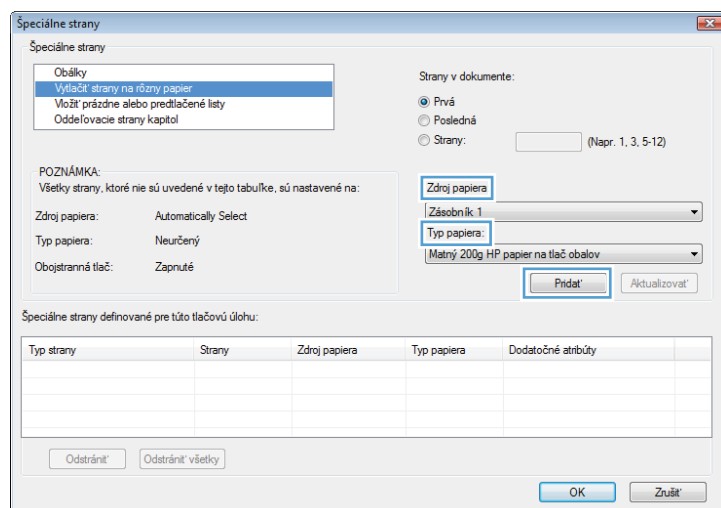 Špeciálne strany
Špeciálne strany
Obálky
Vytlačiť strany na rôzny papier
Vložiť prázdne alebo predtlačené listy
Oddeľovacie strany kapitol
Strany v dokumente:
Prvá
Posledná
Strany: (Napr. 1, 3, 5-12)
POZNÁMKA:
Všetky strany, ktoré nie sú uvedené v tejto tabuľke, sú nastavené na:
Zdroj papiera: Automatically Select
Typ papiera: Neurčený
Obojstranná tlač: Zapnuté
Zdroj papiera
Zásobník 1
Typ papiera:
Matný 200g HP papier na tlač obalov
Pridať Aktualizovať
Špeciálne strany definované pre túto tlačovú úlohu:
Typ strany Strany Zdroj papiera Typ papiera Dodatočné atribúty
Odstrániť Odstrániť všetky
OK Zrušiť